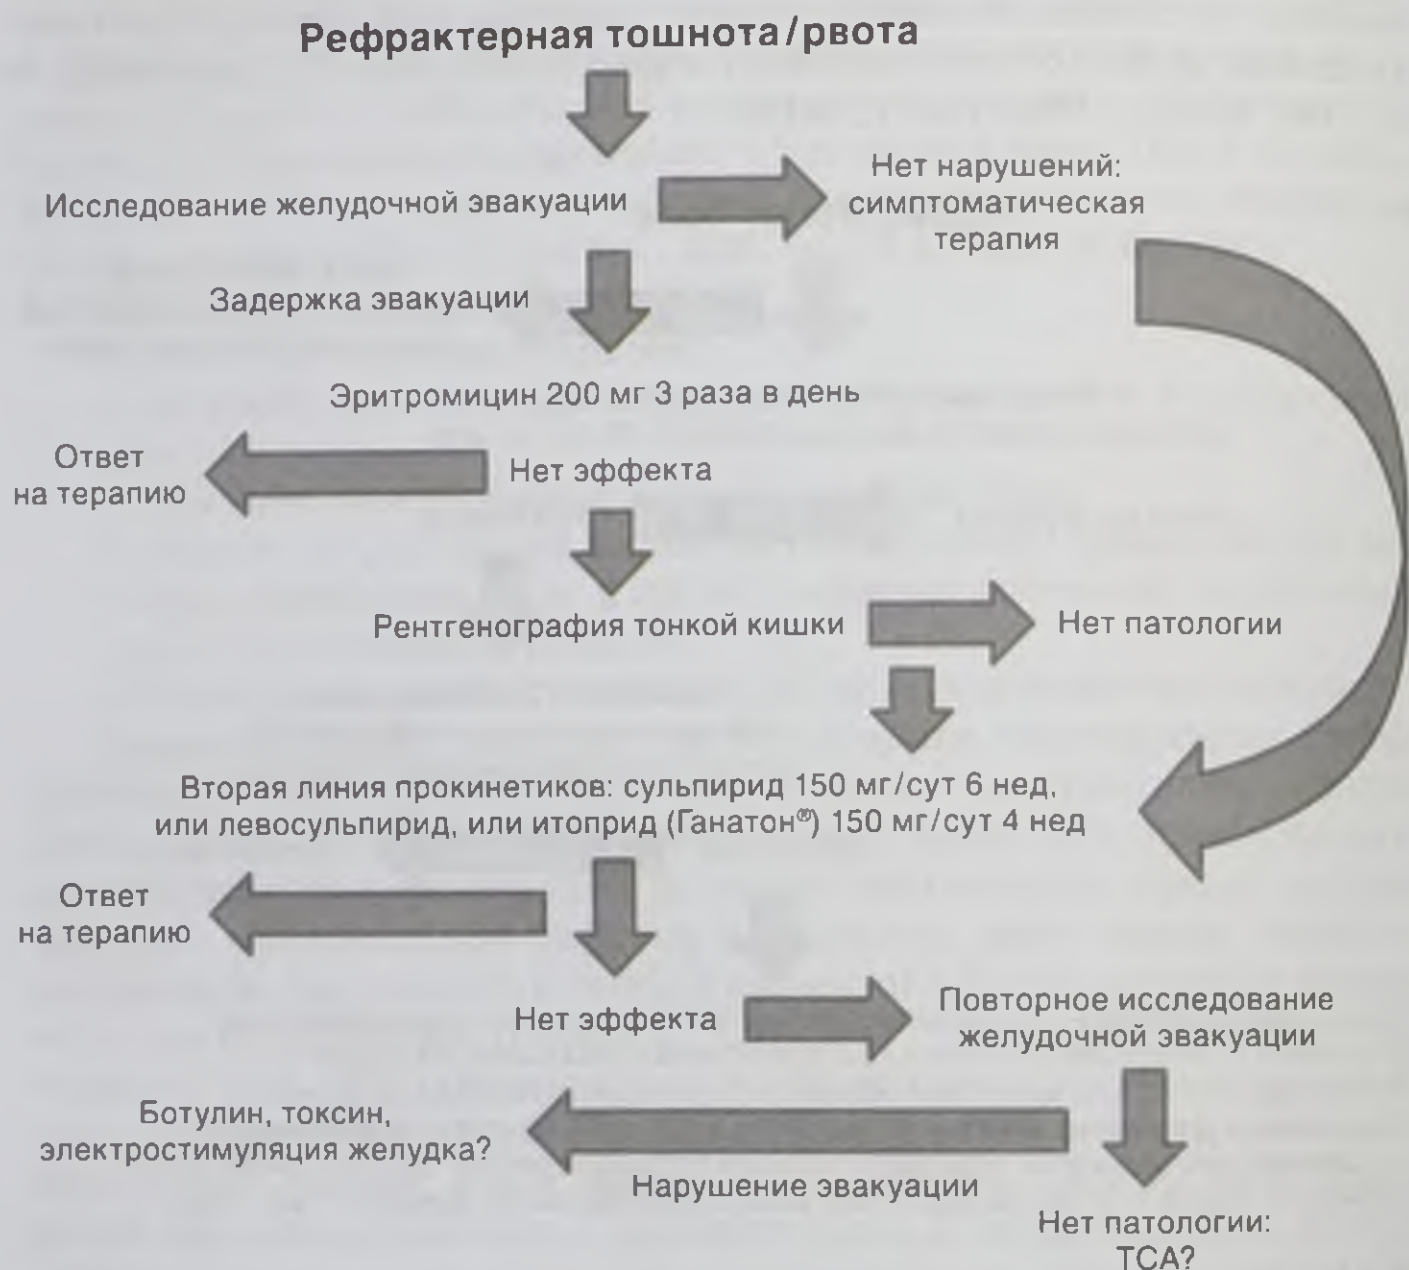 Рефрактерная тошнота/рвота
Исследование желудочной эвакуации
Нет нарушений:
симптоматическая
терапия
Задержка эвакуации
Эритромицин 200 мг 3 раза в день
Ответ
на терапию
Нет эффекта
Рентгенография тонкой кишки
Нет патологии
Вторая линия прокинетиков: сульпирид 150 мг/сут 6 нед,
или левосульпирид, или итоприд (Ганатон®) 150 мг/сут 4 нед
Ответ
на терапию
Нет эффекта
Повторное исследование
желудочной эвакуации
Ботулин, токсин,
электростимуляция желудка?
Нарушение эвакуации
Нет патологии:
ТСА?